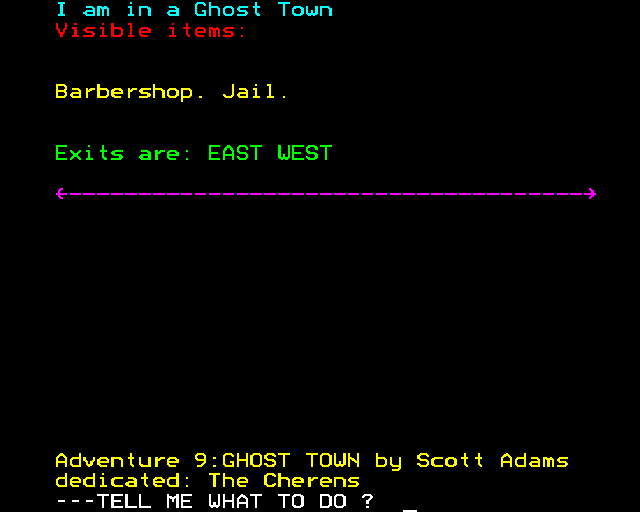 I am in a Ghost Town
Visible items:
Barbershop. Jail.
Exits are: EAST WEST
<--------------------------------------->
Adventure 9:GHOST TOWN by Scott Adams
dedicated: The Cherens
---TELL ME WHAT TO DO ? _